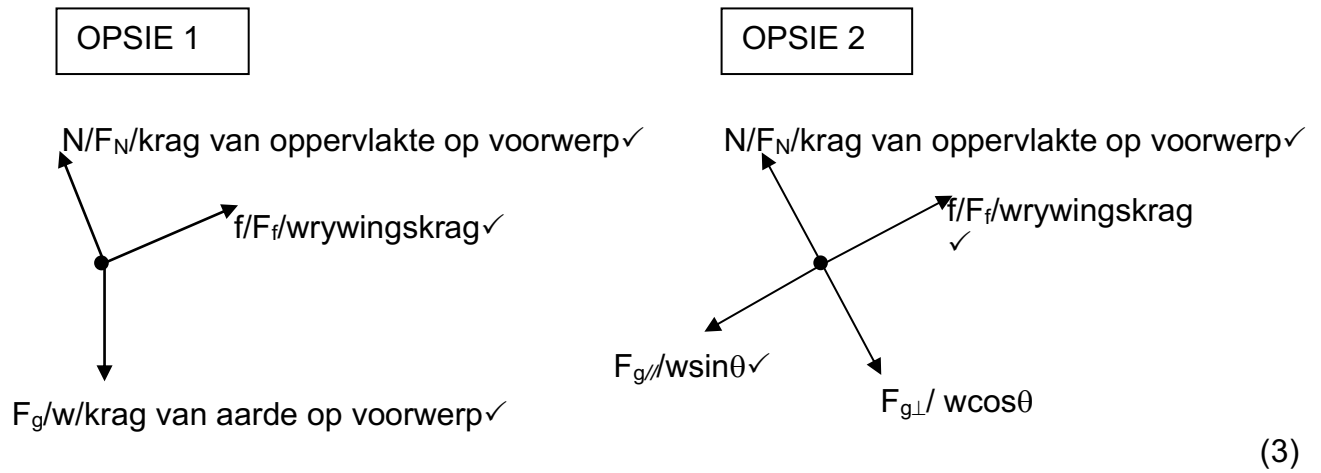 OPSIE 1
OPSIE 2
N/F_N/krag van oppervlakte op voorwerp✓
N/F_N/krag van oppervlakte op voorwerp✓
f/F_f/wrywingskrag✓
f/F_f/wrywingskrag
✓
F_g///wsinθ✓
F_g⊥/ wcosθ
F_g/w/krag van aarde op voorwerp✓
(3)